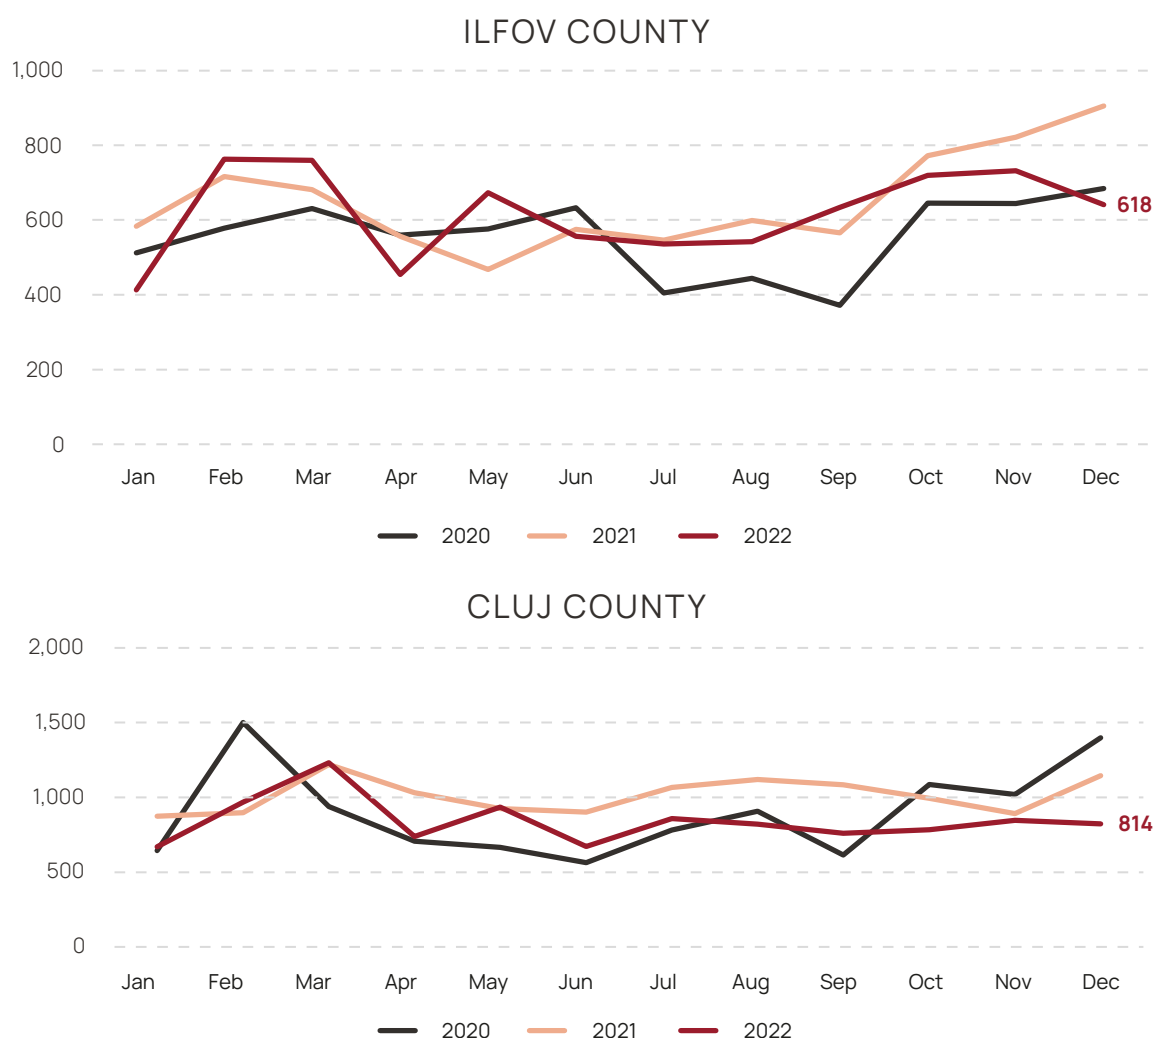 ILFOV COUNTY
1,000
800
600
400
200
0
618
Jan Feb Mar Apr May Jun Jul Aug Sep Oct Nov Dec
2020 2021 2022
CLUJ COUNTY
2,000
1,500
1,000
500
0
814
Jan Feb Mar Apr May Jun Jul Aug Sep Oct Nov Dec
2020 2021 2022